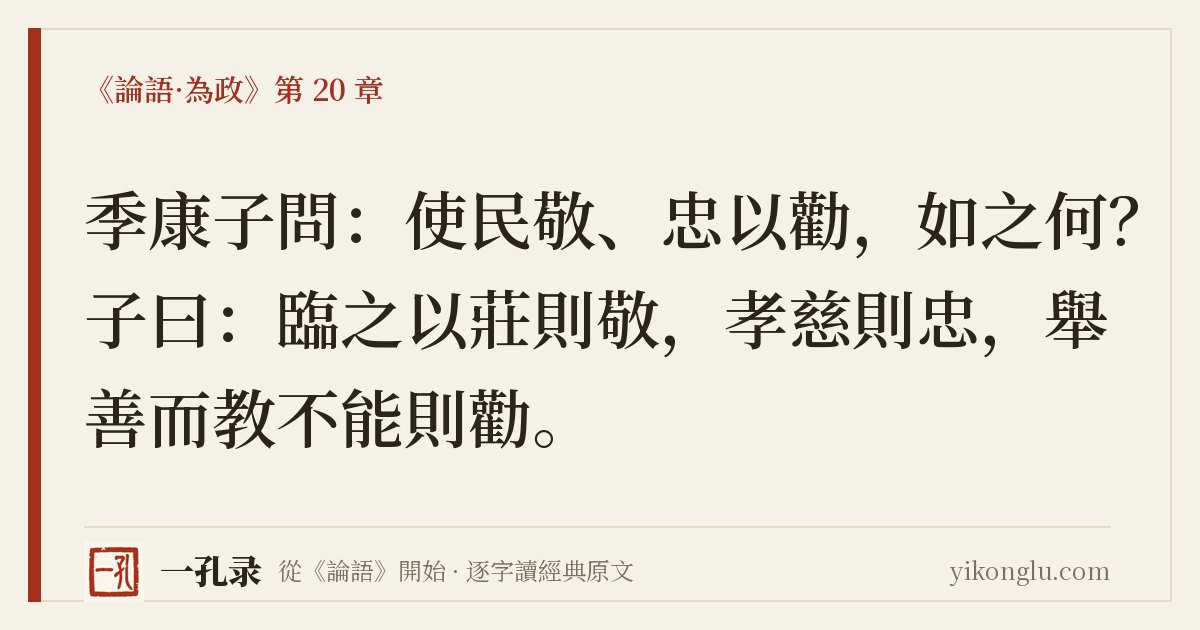 《論語·為政》第 20 章
季康子問：使民敬、忠以勸，如之何？
子曰：臨之以莊則敬，孝慈則忠，舉
善而教不能則勸。
一孔
一孔录 從《論語》開始 · 逐字讀經典原文 yikonglu.com